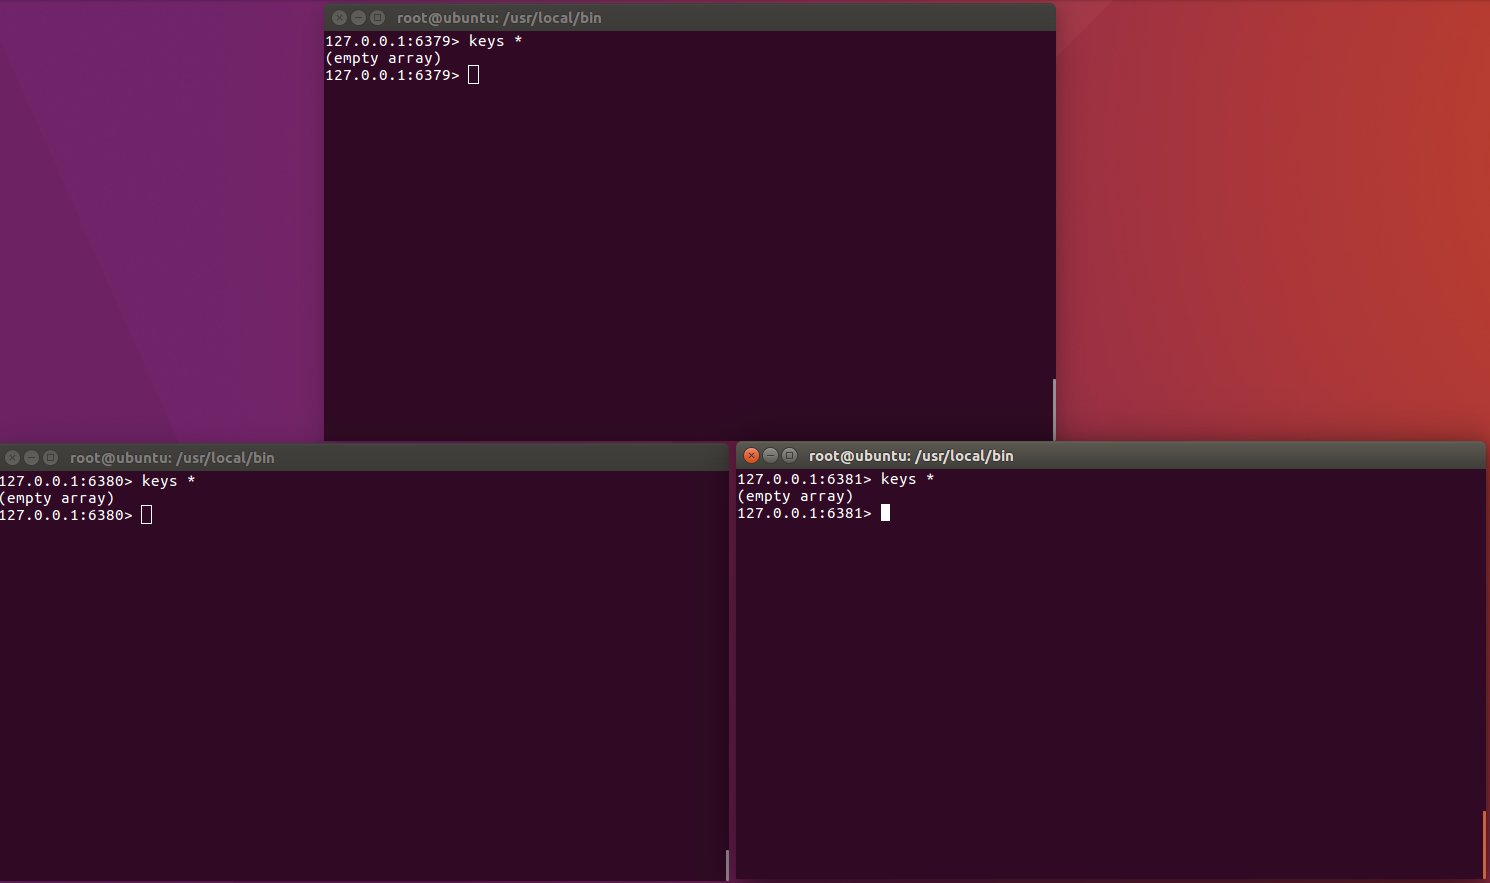 root@ubuntu: /usr/local/bin
127.0.0.1:6379> keys *
(empty array)
127.0.0.1:6379>
root@ubuntu: /usr/local/bin
127.0.0.1:6380> keys *
(empty array)
127.0.0.1:6380>
root@ubuntu: /usr/local/bin
127.0.0.1:6381> keys *
(empty array)
127.0.0.1:6381>